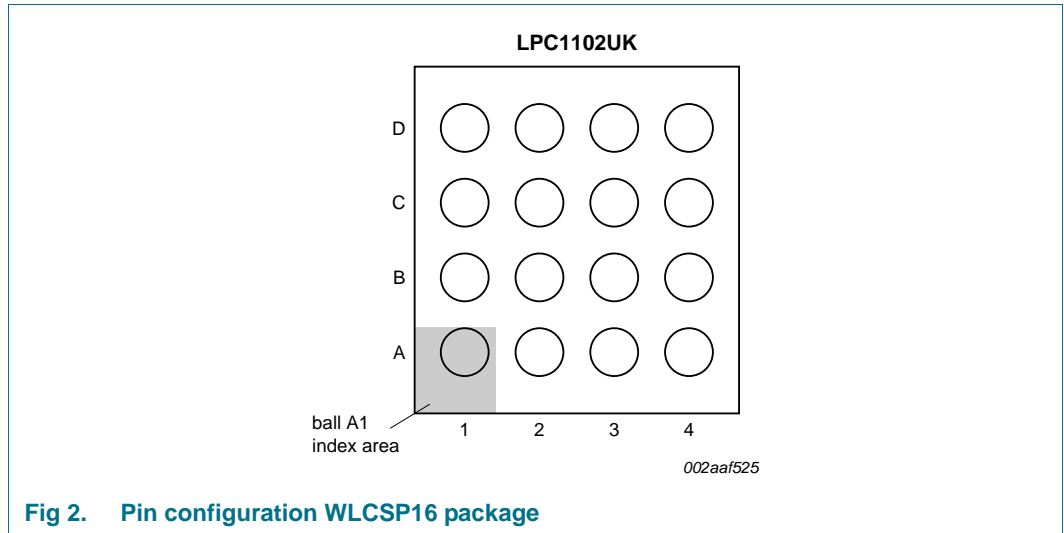 LPC1102UK
D
C
B
A
ball A1
index area
1 2 3 4
002aaf525
Fig 2. Pin configuration WLCSP16 package